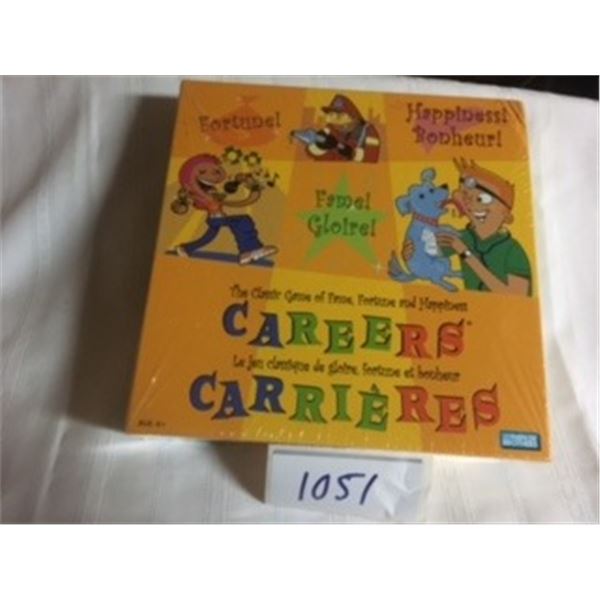 Fortune!
Happiness!
Bonheur!
Fame!
Gloire!
The Classic Game of Fame, Fortune and Happiness
CAREERS™
Le jeu classique de gloire, fortune et bonheur
CARRIÈRES
1051